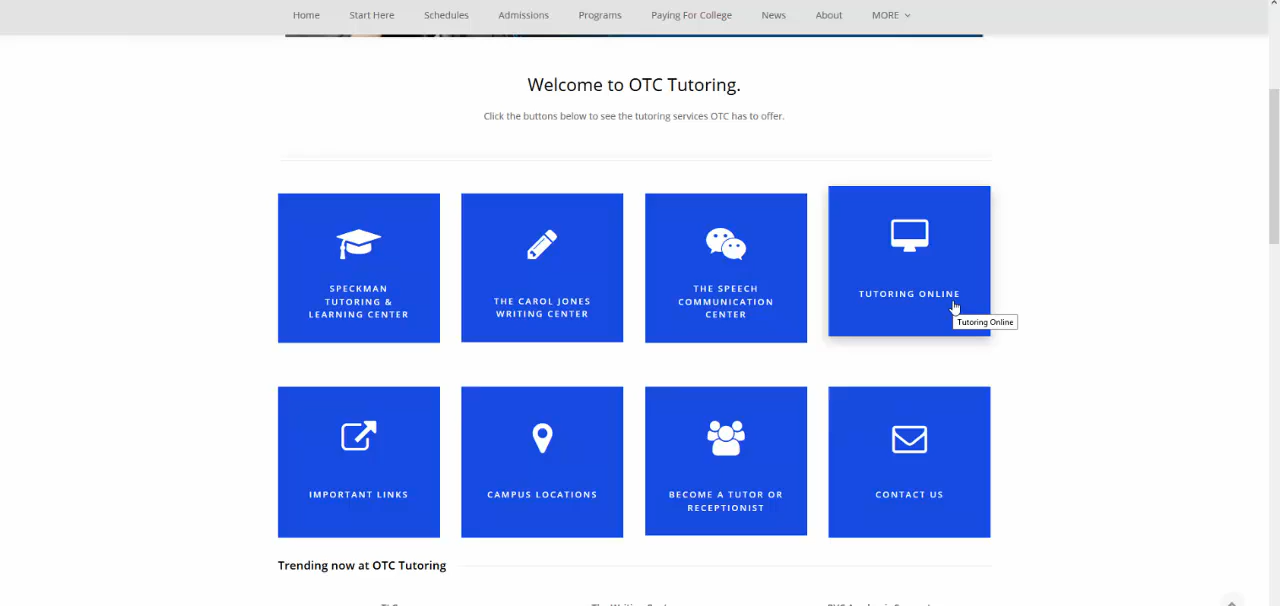 Home Start Here Schedules Admissions Programs Paying For College News About MORE
Welcome to OTC Tutoring.
Click the buttons below to see the tutoring services OTC has to offer.
SPECKMAN
TUTORING &
LEARNING CENTER
THE CAROL JONES
WRITING CENTER
THE SPEECH
COMMUNICATION
CENTER
TUTORING ONLINE
Tutoring Online
IMPORTANT LINKS
CAMPUS LOCATIONS
BECOME A TUTOR OR
RECEPTIONIST
CONTACT US
Trending now at OTC Tutoring